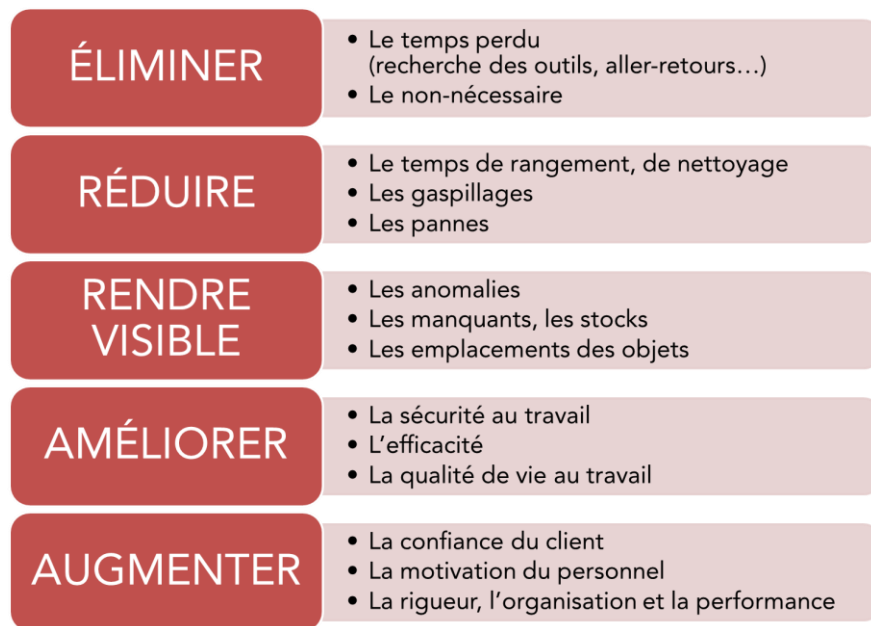 ÉLIMINER
• Le temps perdu
(recherche des outils, aller-retours…)
• Le non-nécessaire
RÉDUIRE
• Le temps de rangement, de nettoyage
• Les gaspillages
• Les pannes
RENDRE
VISIBLE
• Les anomalies
• Les manquants, les stocks
• Les emplacements des objets
AMÉLIORER
• La sécurité au travail
• L’efficacité
• La qualité de vie au travail
AUGMENTER
• La confiance du client
• La motivation du personnel
• La rigueur, l’organisation et la performance